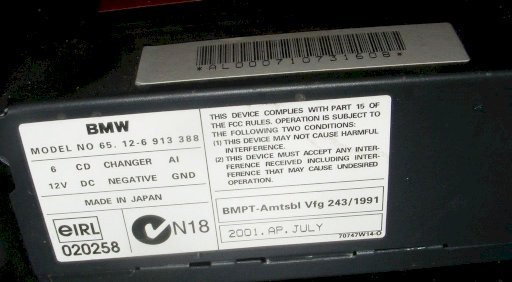 *AL000710731608*
BMW
MODEL NO 65. 12-6 913 388
6 CD CHANGER AI
12V DC NEGATIVE GND
MADE IN JAPAN
eIRL
020258
N18
THIS DEVICE COMPLIES WITH PART 15 OF
THE FCC RULES. OPERATION IS SUBJECT TO
THE FOLLOWING TWO CONDITIONS:
(1) THIS DEVICE MAY NOT CAUSE HARMFUL
INTERFERENCE.
(2) THIS DEVICE MUST ACCEPT ANY INTER-
FERENCE RECEIVED INCLUDING INTER-
FERENCE THAT MAY CAUSE UNDESIRED
OPERATION.
BMPT-Amtsbl Vfg 243/1991
2001.AP.JULY
70747W14-O